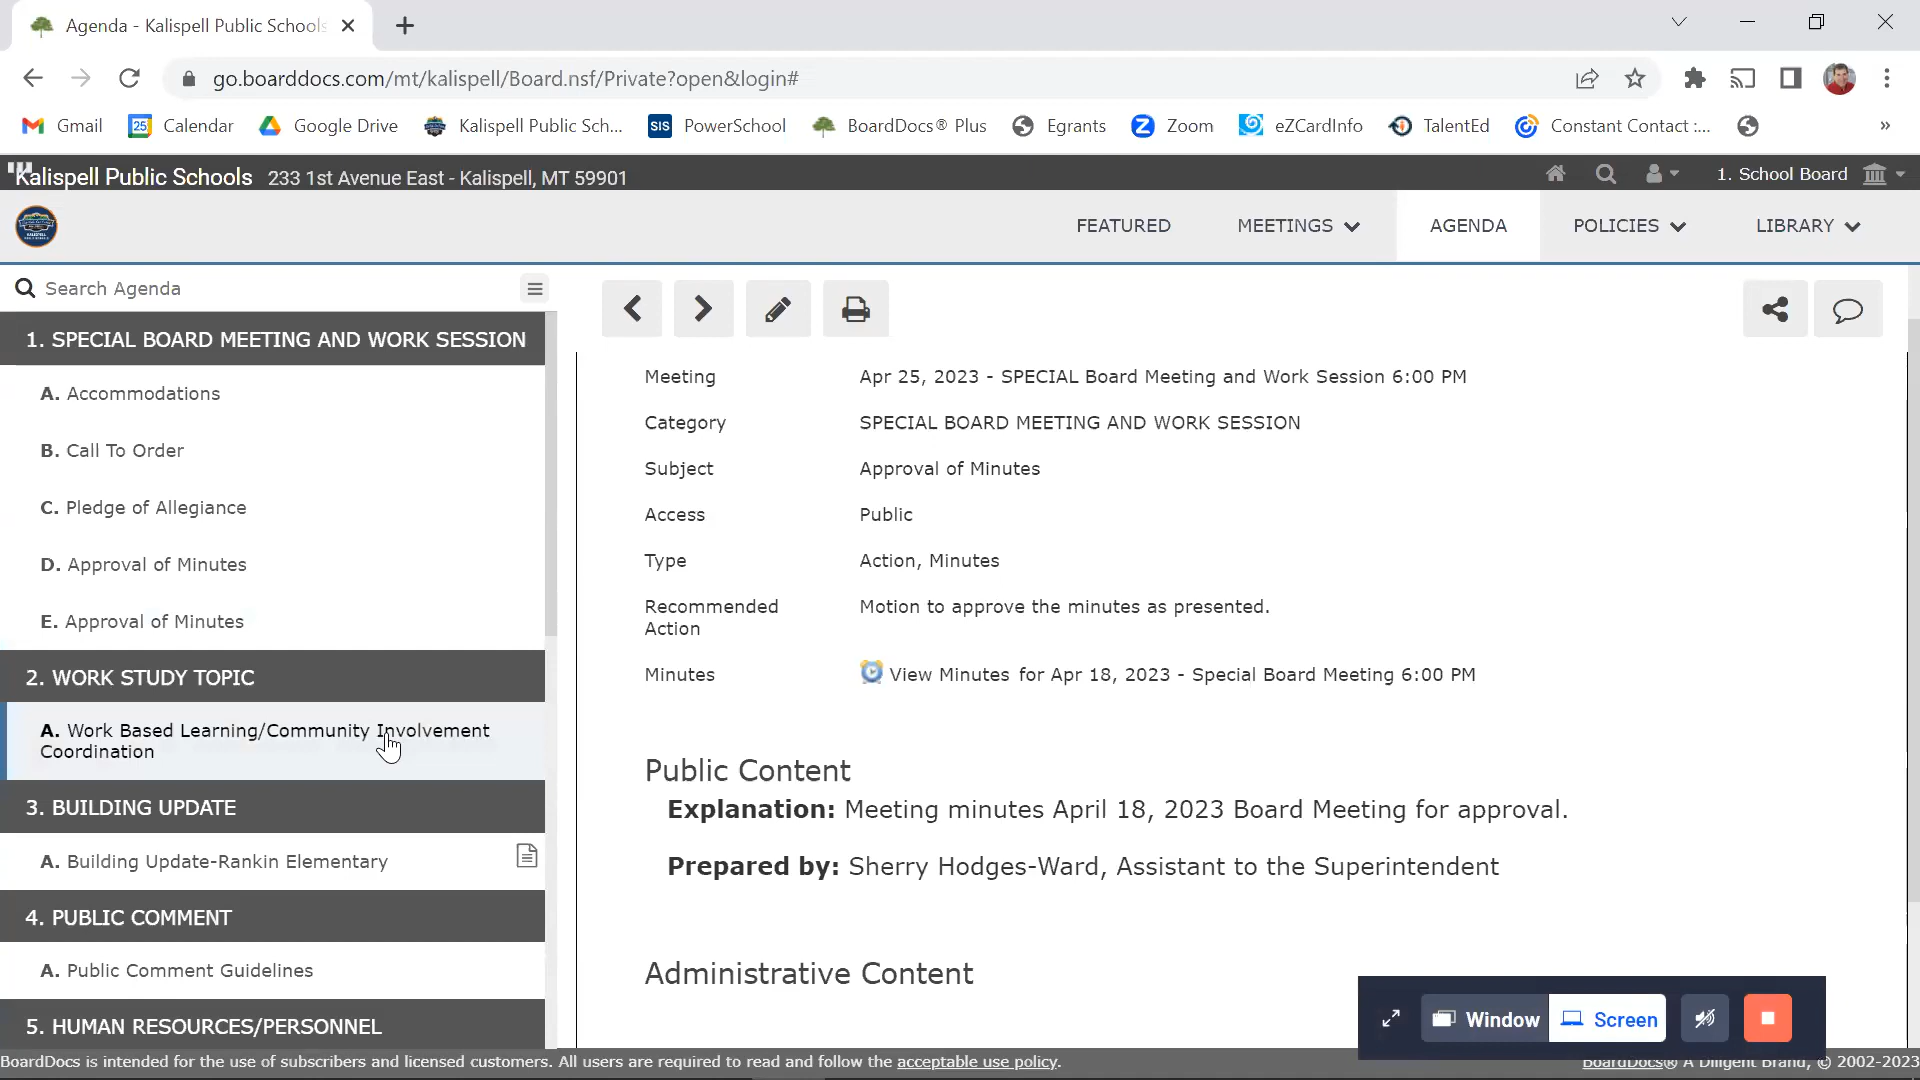 Agenda - Kalispell Public Schools
go.boarddocs.com/mt/kalispell/Board.nsf/Private?open&login#
Gmail
25 Calendar
Google Drive
Kalispell Public Sch...
SIS PowerSchool
BoardDocs® Plus
Egrants
Zoom
eZCardInfo
TalentEd
Constant Contact :...
»
Kalispell Public Schools 233 1st Avenue East - Kalispell, MT 59901
1. School Board
FEATURED
MEETINGS
AGENDA
POLICIES
LIBRARY
Search Agenda
1. SPECIAL BOARD MEETING AND WORK SESSION
A. Accommodations
B. Call To Order
C. Pledge of Allegiance
D. Approval of Minutes
E. Approval of Minutes
2. WORK STUDY TOPIC
A. Work Based Learning/Community Involvement
Coordination
3. BUILDING UPDATE
A. Building Update-Rankin Elementary
4. PUBLIC COMMENT
A. Public Comment Guidelines
5. HUMAN RESOURCES/PERSONNEL
Meeting Apr 25, 2023 - SPECIAL Board Meeting and Work Session 6:00 PM
Category SPECIAL BOARD MEETING AND WORK SESSION
Subject Approval of Minutes
Access Public
Type Action, Minutes
Recommended Motion to approve the minutes as presented.
Action
Minutes View Minutes for Apr 18, 2023 - Special Board Meeting 6:00 PM
Public Content
Explanation: Meeting minutes April 18, 2023 Board Meeting for approval.
Prepared by: Sherry Hodges-Ward, Assistant to the Superintendent
Administrative Content
Window
Screen
BoardDocs is intended for the use of subscribers and licensed customers. All users are required to read and follow the acceptable use policy.
BoardDocs® A Diligent Brand, © 2002-2023